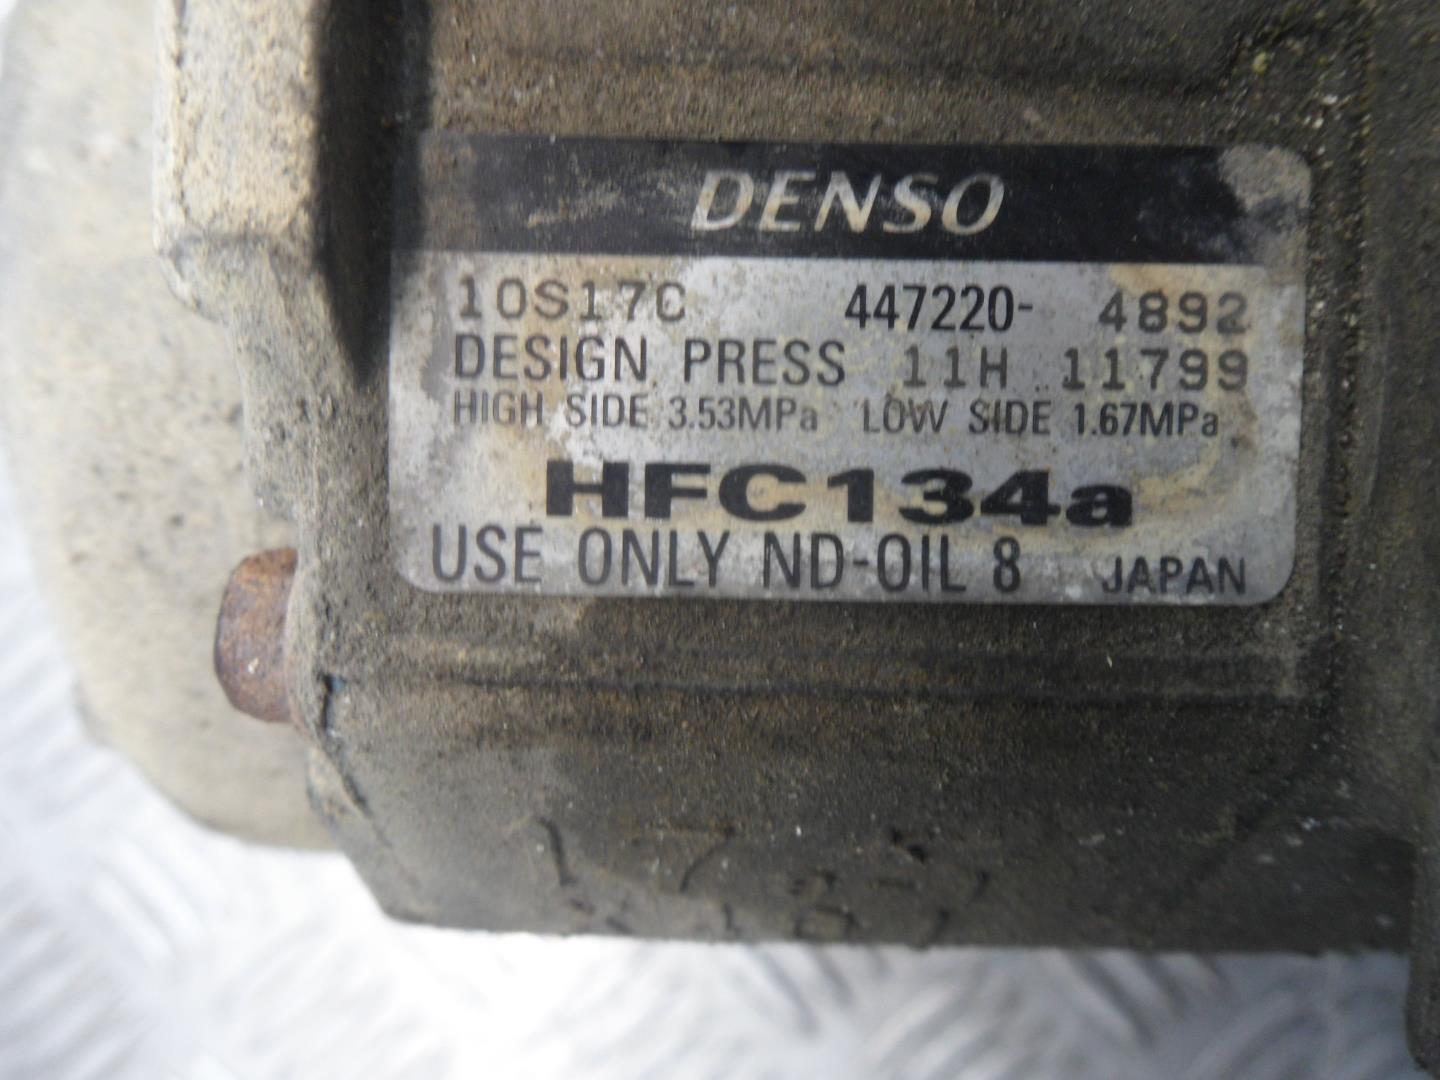 DENSO
10S17C 447220- 4892
DESIGN PRESS 11H 11799
HIGH SIDE 3.53MPa LOW SIDE 1.67MPa
HFC134a
USE ONLY ND-OIL 8 JAPAN